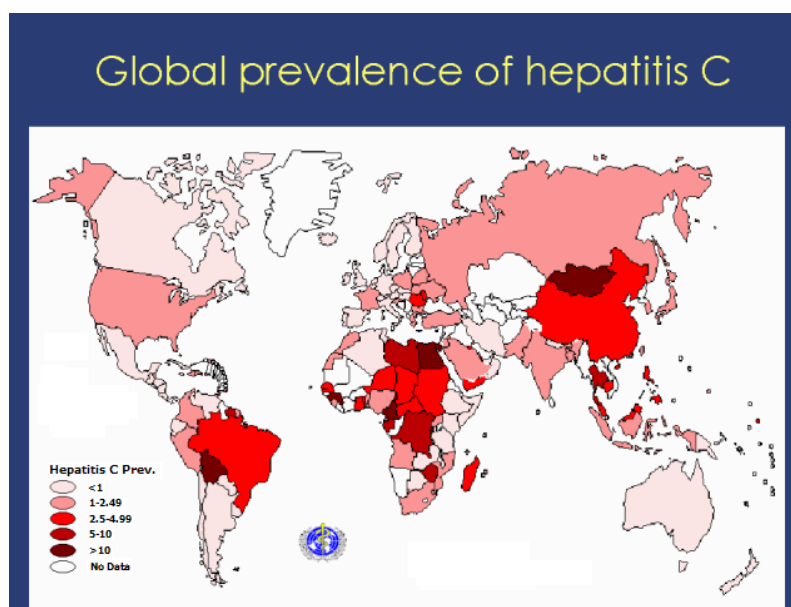 Global prevalence of hepatitis C
Hepatitis C Prev.
<1
1-2.49
2.5-4.99
5-10
>10
No Data